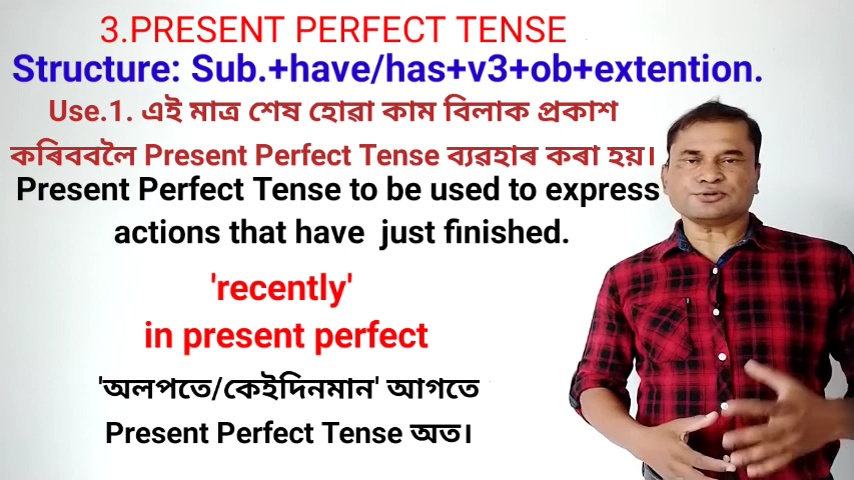 3.PRESENT PERFECT TENSE
Structure: Sub.+have/has+v3+ob+extention.
Use.1. এই মাত্ৰ শেষ হোৱা কাম বিলাক প্ৰকাশ
কৰিববলৈ Present Perfect Tense ব্যৱহাৰ কৰা হয়।
Present Perfect Tense to be used to express
actions that have just finished.
'recently'
in present perfect
'অলপতে/কেইদিনমান' আগতে
Present Perfect Tense অত।